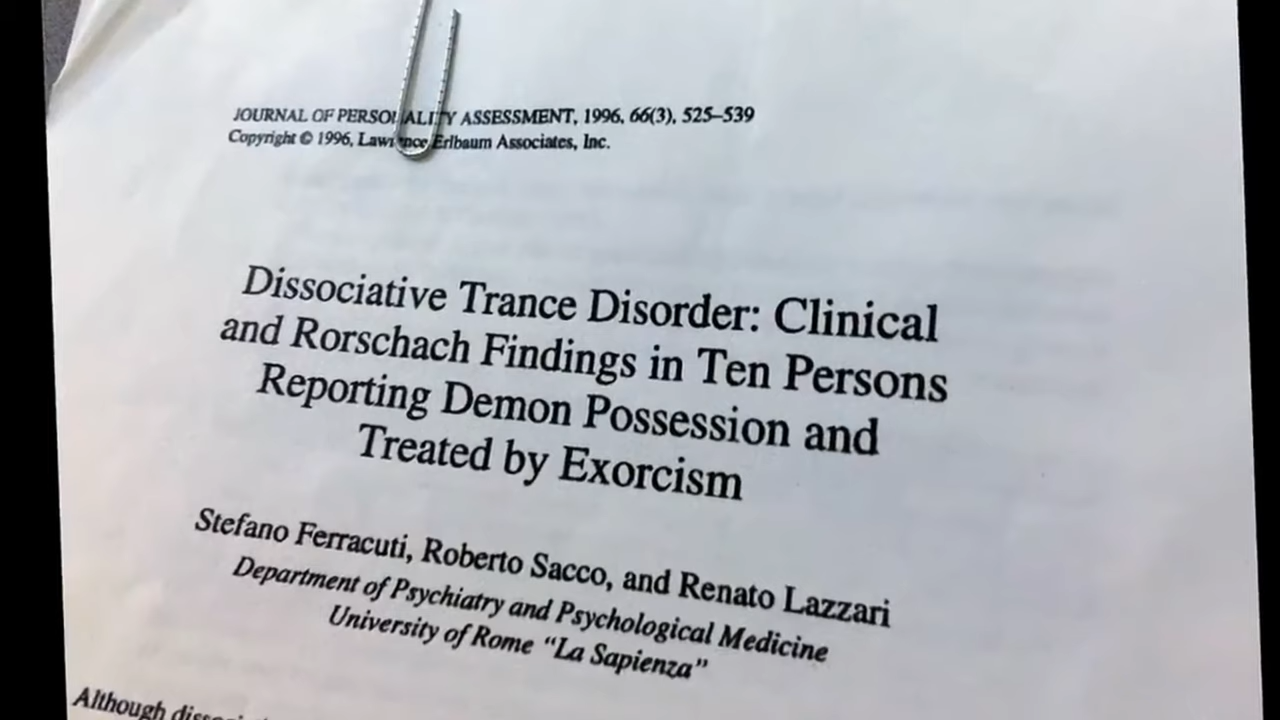 JOURNAL OF PERSONALITY ASSESSMENT, 1996, 66(3), 525–539
Copyright © 1996, Lawrence Erlbaum Associates, Inc.
Dissociative Trance Disorder: Clinical
and Rorschach Findings in Ten Persons
Reporting Demon Possession and
Treated by Exorcism
Stefano Ferracuti, Roberto Sacco, and Renato Lazzari
Department of Psychiatry and Psychological Medicine
University of Rome “La Sapienza”
Although